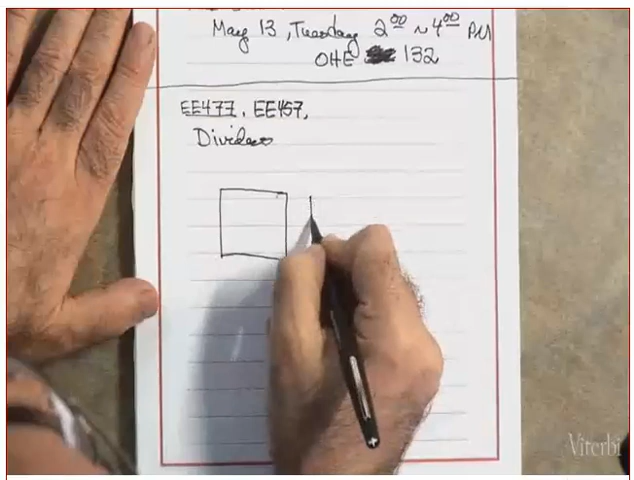 May 13, Tuesday 2:00 ~ 4:00 PM
OHE 132
EE477, EE457,
Dividers
Viterbi